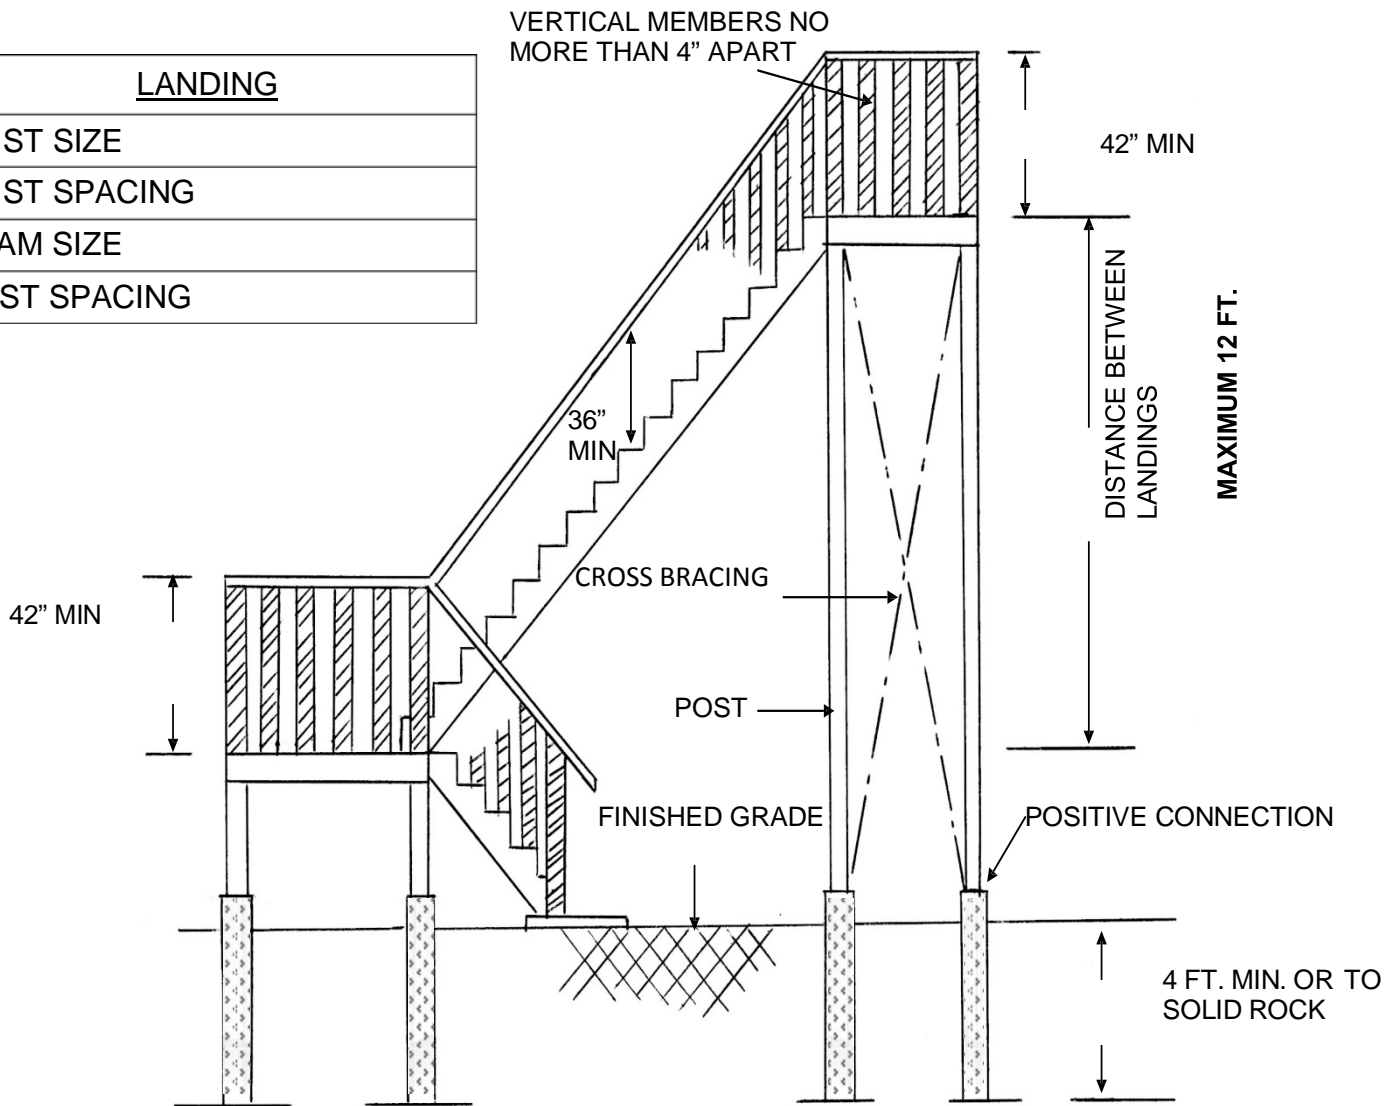 VERTICAL MEMBERS NO
MORE THAN 4” APART
LANDING
ST SIZE
ST SPACING
AM SIZE
ST SPACING
42” MIN
DISTANCE BETWEEN
LANDINGS
MAXIMUM 12 FT.
36”
MIN
CROSS BRACING
42” MIN
POST
FINISHED GRADE
POSITIVE CONNECTION
4 FT. MIN. OR TO
SOLID ROCK